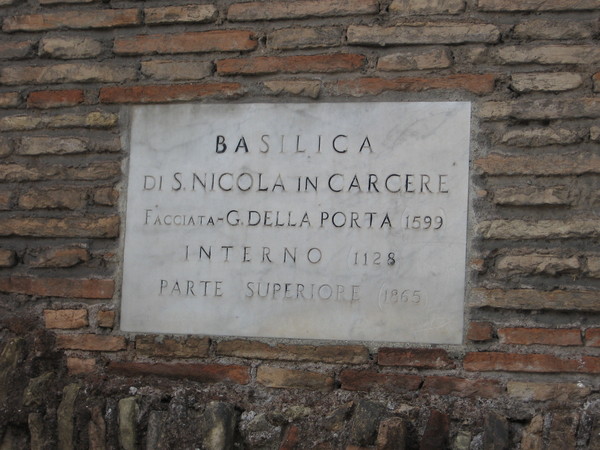 BASILICA
DI S. NICOLA IN CARCERE
FACCIATA - G. DELLA PORTA 1599
INTERNO 1128
PARTE SUPERIORE 1865